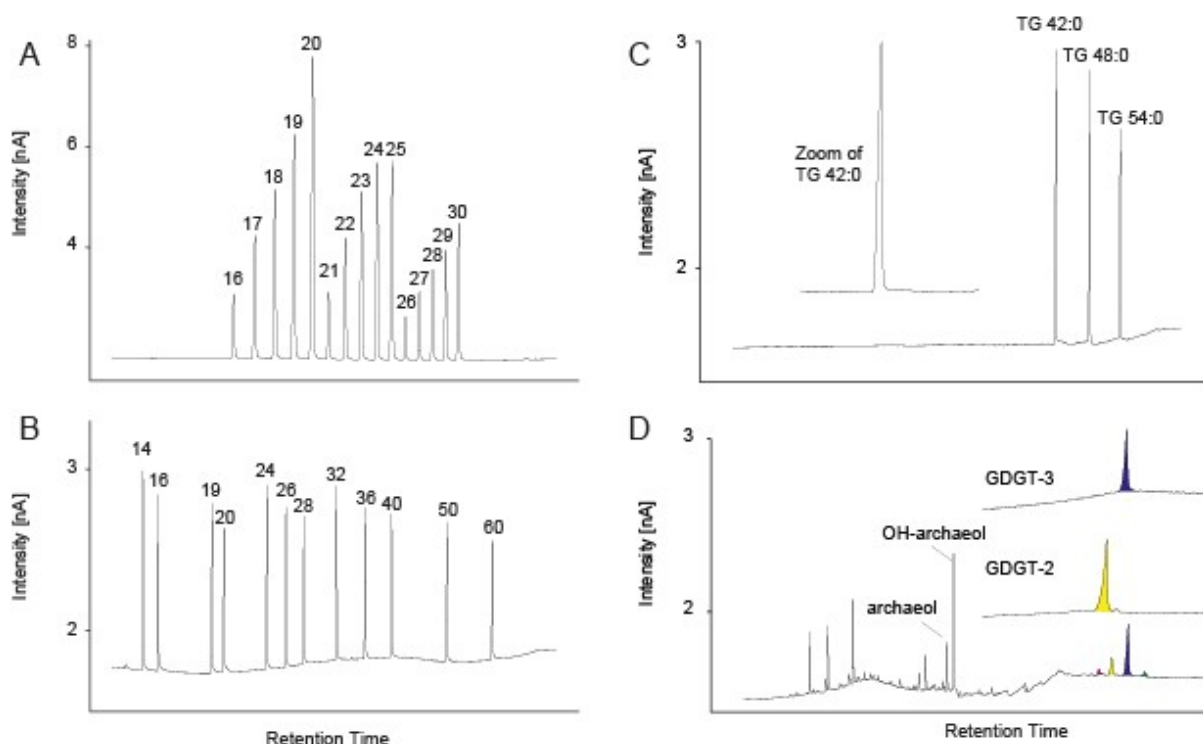 A
Intensity [nA]
8
6
4
16
17
18
19
20
21
22
23
24
25
26
27
28
29
30
B
Intensity [nA]
3
2
14
16
19
20
24
26
28
32
36
40
50
60
Retention Time
C
Intensity [nA]
3
2
Zoom of
TG 42:0
TG 42:0
TG 48:0
TG 54:0
D
Intensity [nA]
3
2
GDGT-3
OH-archaeol
GDGT-2
archaeol
Retention Time